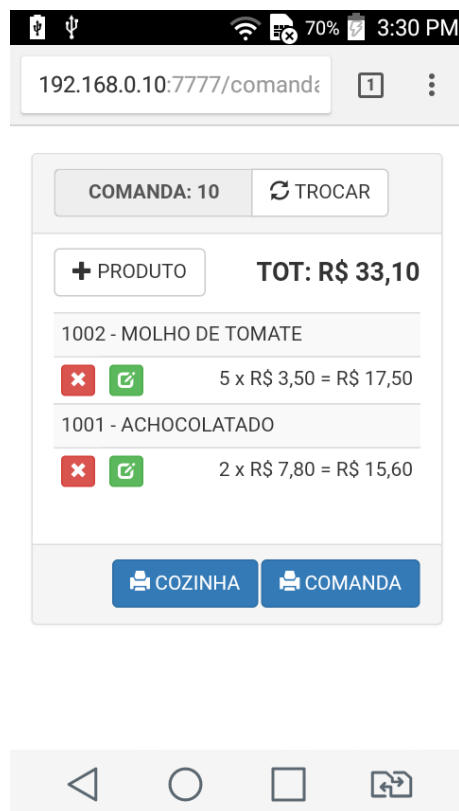 70% 3:30 PM
192.168.0.10:7777/comanda 1
COMANDA: 10 TROCAR
PRODUTO TOT: R$ 33,10
1002 - MOLHO DE TOMATE
5 x R$ 3,50 = R$ 17,50
1001 - ACHOCOLATADO
2 x R$ 7,80 = R$ 15,60
COZINHA COMANDA